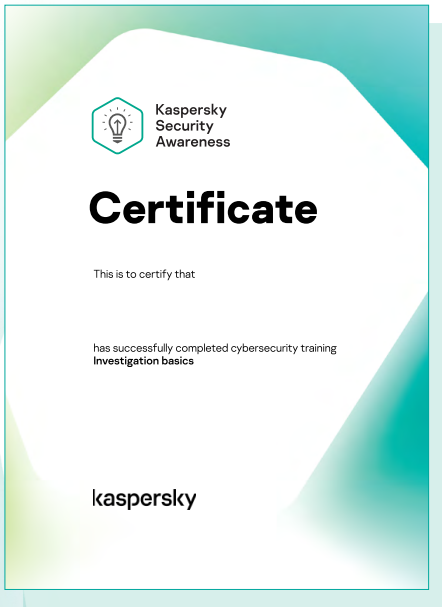 Kaspersky
Security
Awareness
Certificate
This is to certify that
has successfully completed cybersecurity training
Investigation basics
kaspersky